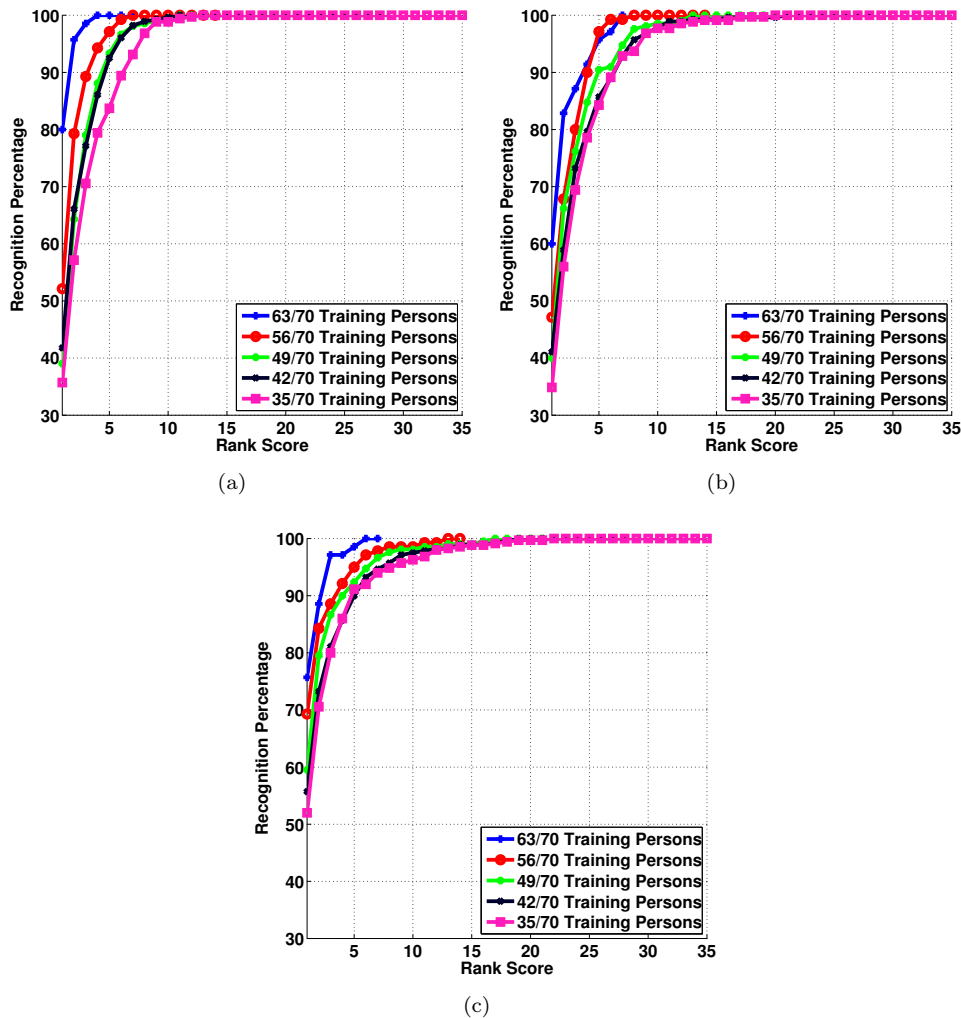 100
90
80
70
60
50
40
30
Recognition Percentage
5 10 15 20 25 30 35
Rank Score
63/70 Training Persons
56/70 Training Persons
49/70 Training Persons
42/70 Training Persons
35/70 Training Persons
(a)
100
90
80
70
60
50
40
30
Recognition Percentage
5 10 15 20 25 30 35
Rank Score
63/70 Training Persons
56/70 Training Persons
49/70 Training Persons
42/70 Training Persons
35/70 Training Persons
(b)
100
90
80
70
60
50
40
30
Recognition Percentage
5 10 15 20 25 30 35
Rank Score
63/70 Training Persons
56/70 Training Persons
49/70 Training Persons
42/70 Training Persons
35/70 Training Persons
(c)